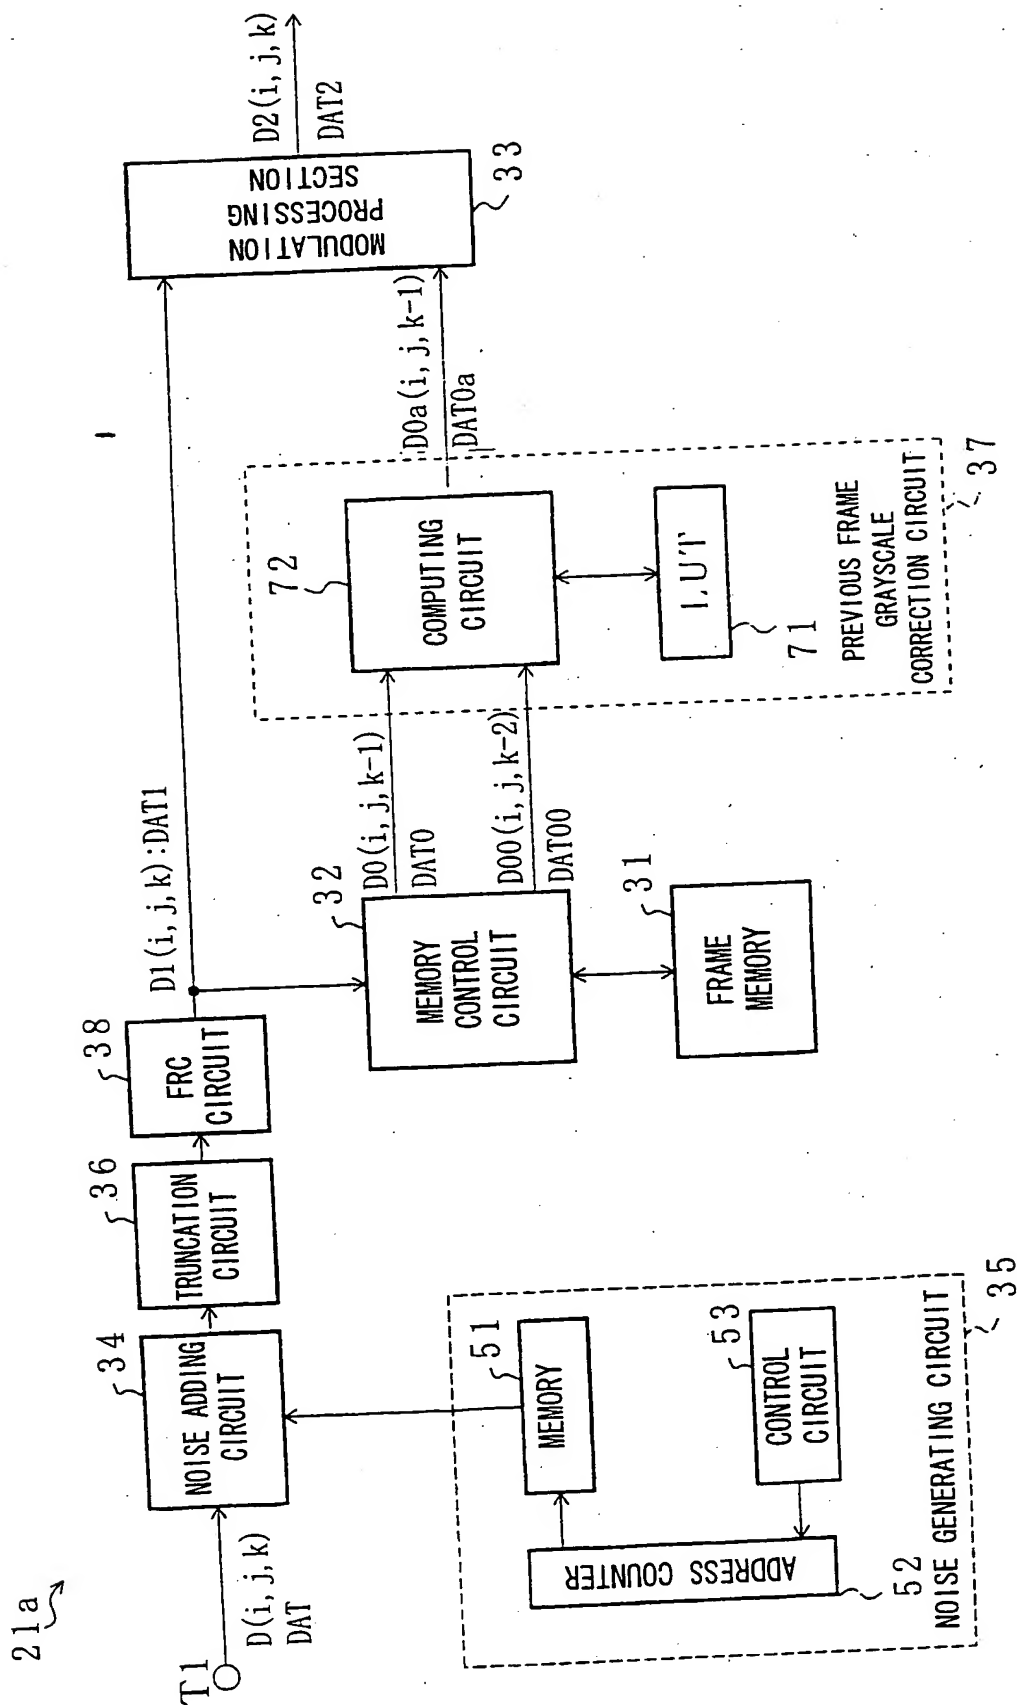 21a
T1
D(i, j, k)
DAT
34
NOISE ADDING
CIRCUIT
36
TRUNCATION
CIRCUIT
38
FRC
CIRCUIT
D1(i, j, k):DAT1
MODULATION
PROCESSING
SECTION
33
D2(i, j, k)
DAT2
32
MEMORY
CONTROL
CIRCUIT
D0(i, j, k-1)
DAT0
D00(i, j, k-2)
DAT00
31
FRAME
MEMORY
72
COMPUTING
CIRCUIT
LUT
71
D0a(i, j, k-1)
DAT0a
PREVIOUS FRAME
GRAYSCALE
CORRECTION CIRCUIT
37
51
MEMORY
53
CONTROL
CIRCUIT
ADDRESS COUNTER
52
NOISE GENERATING CIRCUIT
35